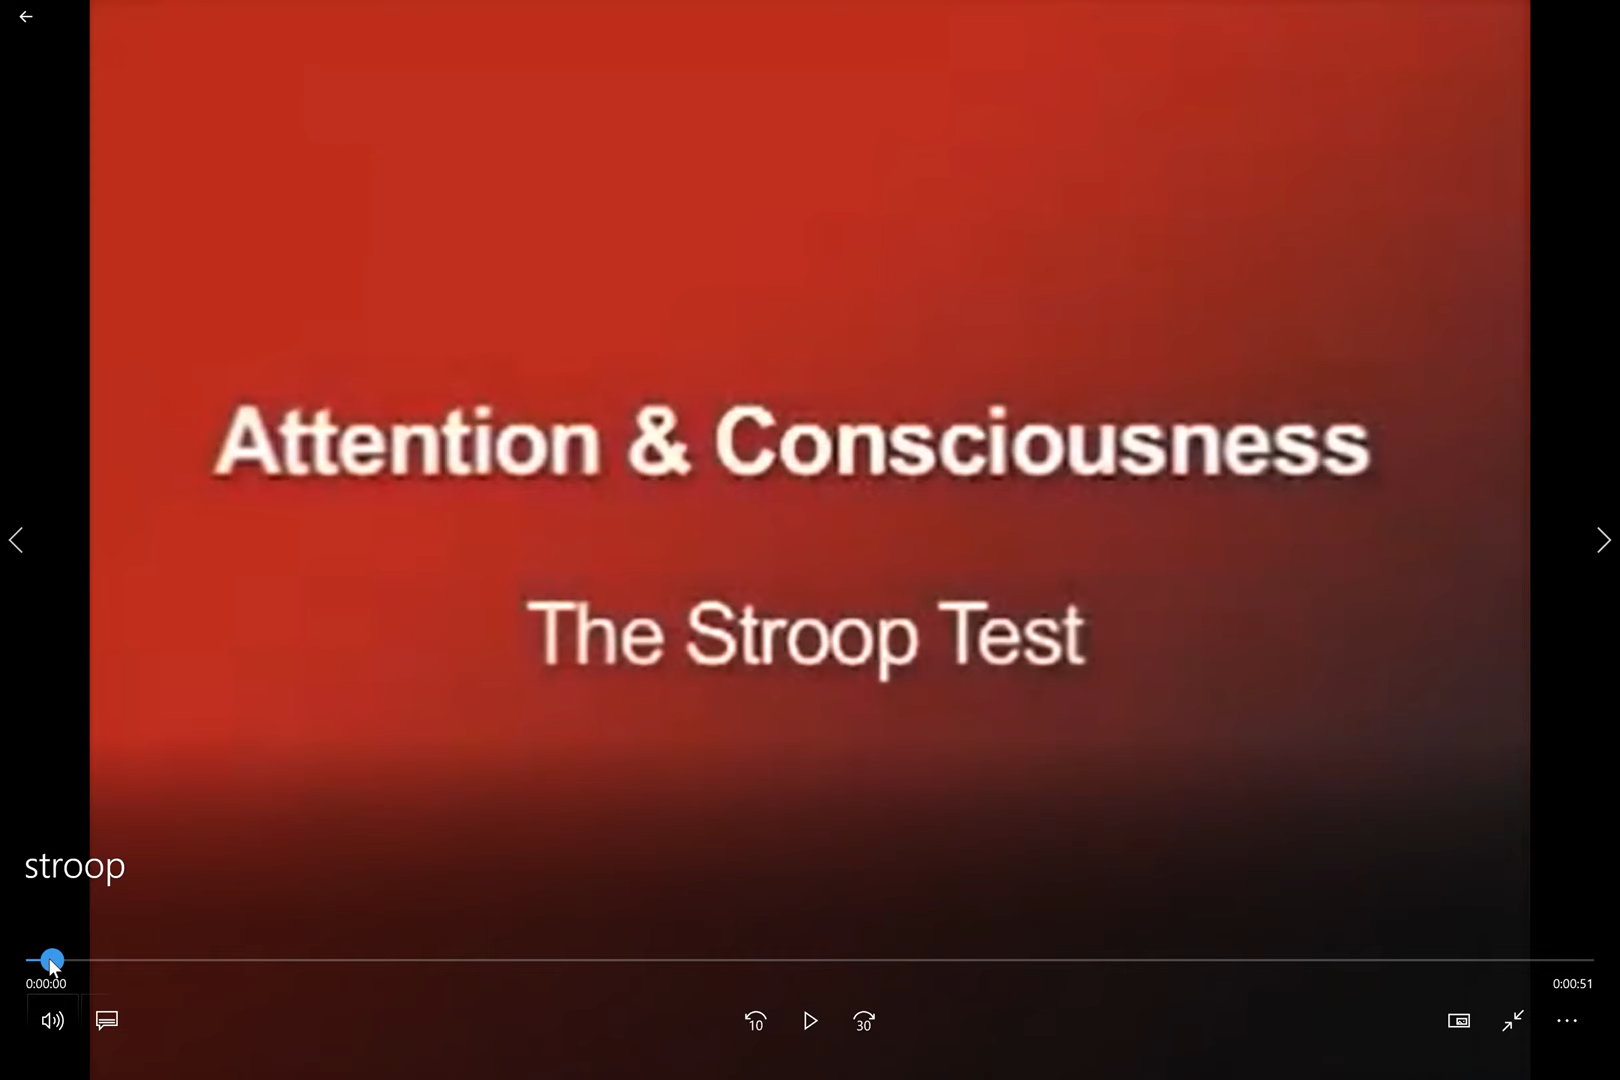 Attention & Consciousness
The Stroop Test
stroop
0:00:00
0:00:51
10
30